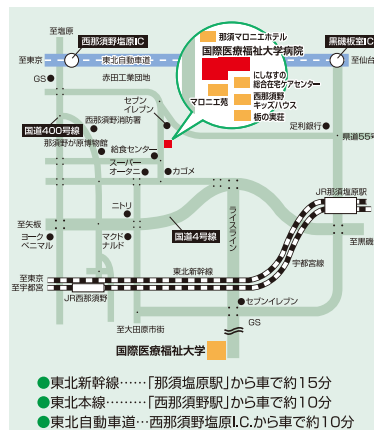 至塩原
西那須野塩原IC
黒磯板室IC
那須マロニエホテル
国際医療福祉大学病院
至東京
東北自動車道
至仙台
GS
赤田工業団地
にしなすの
総合在宅ケアセンター
マロニエ苑
西那須野
キッズハウス
栃の実荘
セブン
イレブン
西那須野消防署
国道400号線
足利銀行
県道55号
那須野が原博物館
給食センター
スーパー
オータニ
カゴメ
JR那須塩原駅
ニトリ
至矢板
ライスライン
国道4号線
ヨーク
ベニマル
マクド
ナルド
至黒磯
東北新幹線
宇都宮線
至東京
至宇都宮
JR西那須野
セブンイレブン
GS
至大田原市街
国際医療福祉大学
●東北新幹線……「那須塩原駅」から車で約15分
●東北本線………「西那須野駅」から車で約10分
●東北自動車道…西那須野塩原I.C.から車で約10分